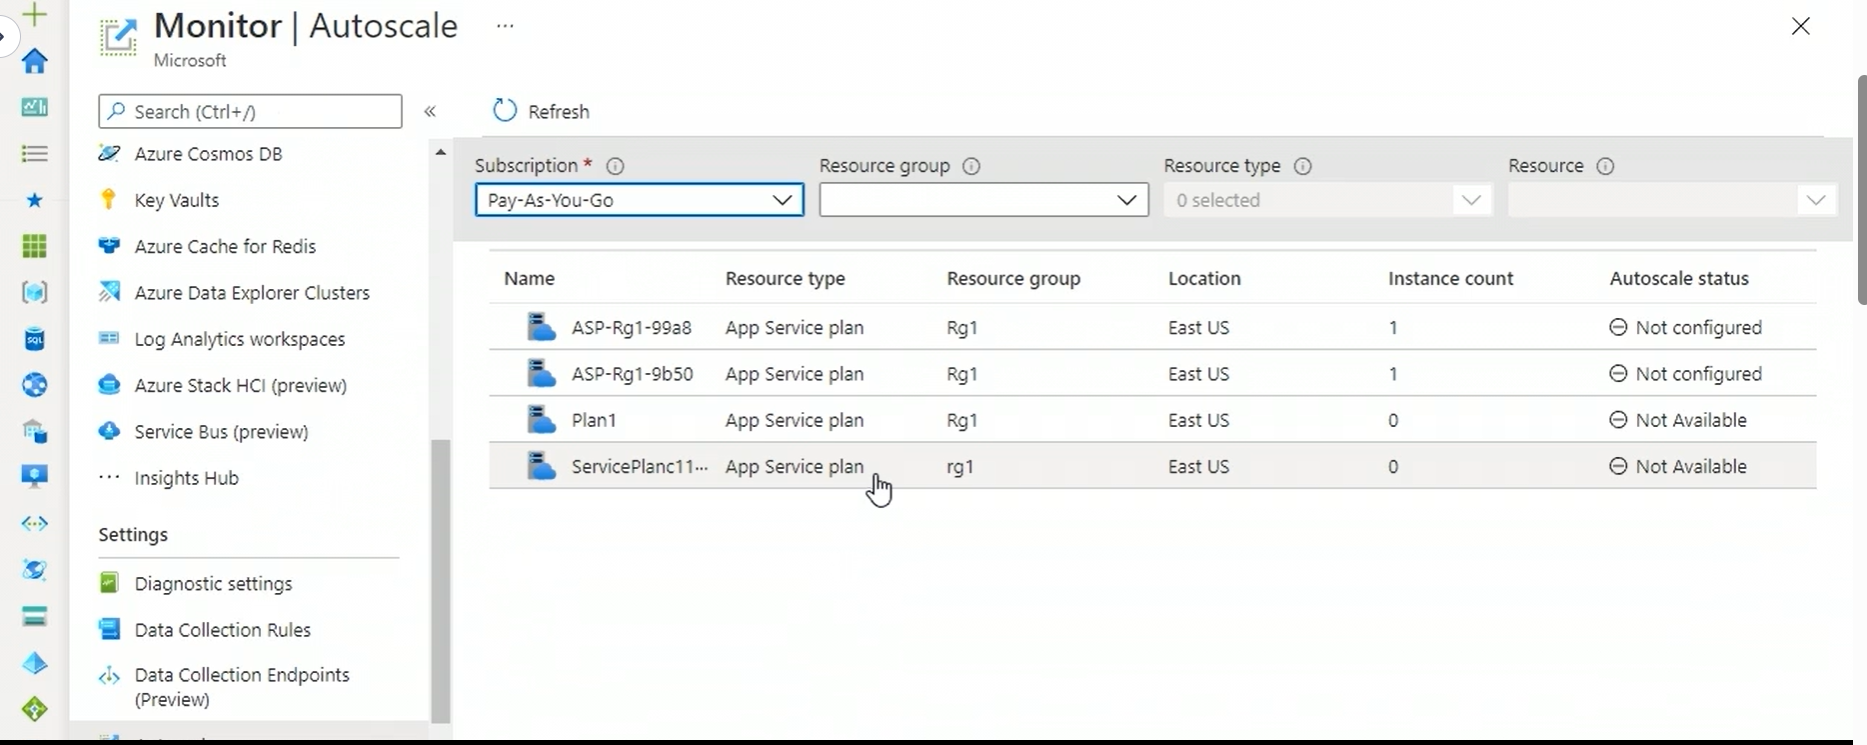 Monitor | Autoscale ...
Microsoft
Search (Ctrl+/) «
Refresh
Azure Cosmos DB
Key Vaults
Azure Cache for Redis
Azure Data Explorer Clusters
Log Analytics workspaces
Azure Stack HCI (preview)
Service Bus (preview)
··· Insights Hub
Settings
Diagnostic settings
Data Collection Rules
Data Collection Endpoints
(Preview)
Subscription * Resource group Resource type Resource
Pay-As-You-Go 0 selected
Name Resource type Resource group Location Instance count Autoscale status
ASP-Rg1-99a8 App Service plan Rg1 East US 1 Not configured
ASP-Rg1-9b50 App Service plan Rg1 East US 1 Not configured
Plan1 App Service plan Rg1 East US 0 Not Available
ServicePlanc11··· App Service plan rg1 East US 0 Not Available
SQL